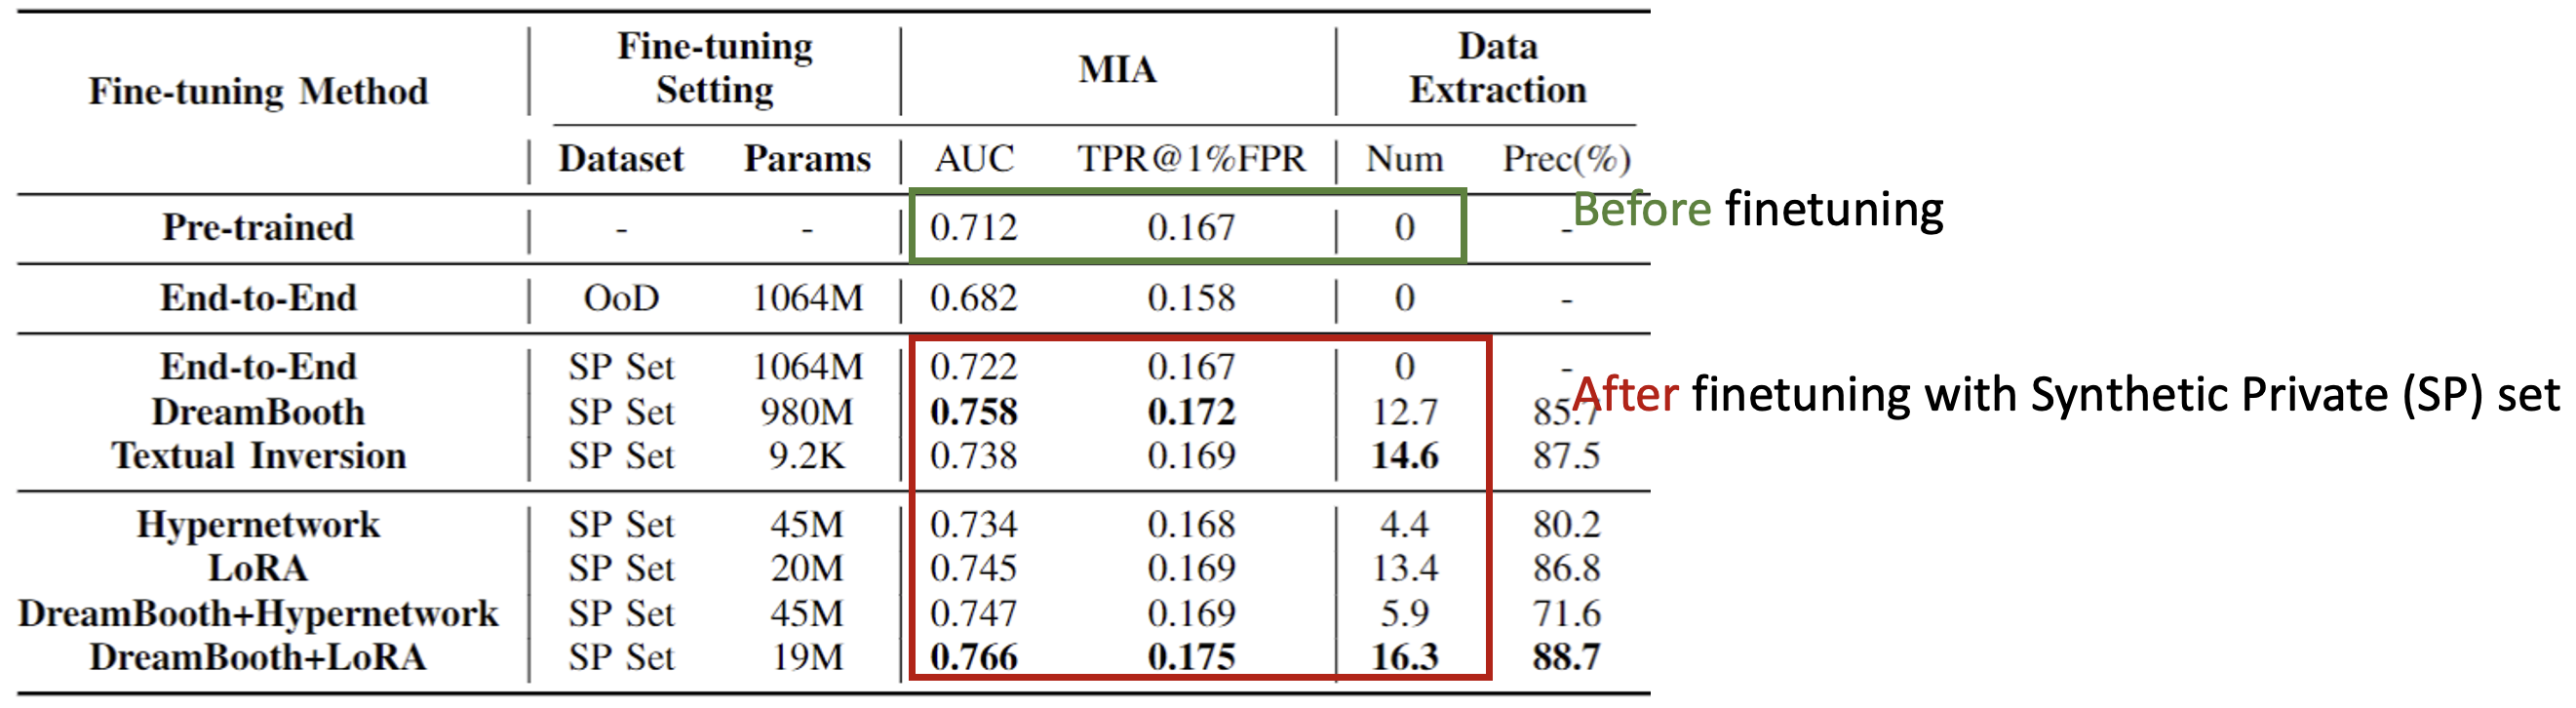 Fine-tuning Method Fine-tuning Setting MIA Data Extraction
Dataset Params AUC TPR@1%FPR Num Prec(%)
Pre-trained - - 0.712 0.167 0 - Before finetuning
End-to-End OoD 1064M 0.682 0.158 0 -
End-to-End SP Set 1064M 0.722 0.167 0 -
After finetuning with Synthetic Private (SP) set
DreamBooth SP Set 980M 0.758 0.172 12.7 85.7
Textual Inversion SP Set 9.2K 0.738 0.169 14.6 87.5
Hypernetwork SP Set 45M 0.734 0.168 4.4 80.2
LoRA SP Set 20M 0.745 0.169 13.4 86.8
DreamBooth+Hypernetwork SP Set 45M 0.747 0.169 5.9 71.6
DreamBooth+LoRA SP Set 19M 0.766 0.175 16.3 88.7